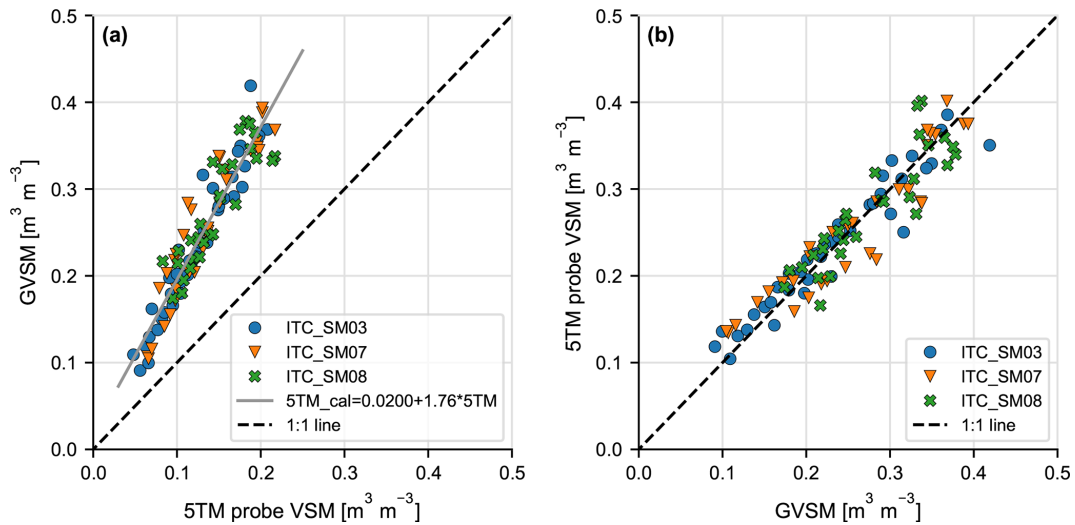 (a)
0.5
0.4
0.3
0.2
0.1
0.0
GVSM [m³ m⁻³]
ITC_SM03
ITC_SM07
ITC_SM08
5TM_cal=0.0200+1.76*5TM
1:1 line
0.0 0.1 0.2 0.3 0.4 0.5
5TM probe VSM [m³ m⁻³]
(b)
0.5
0.4
0.3
0.2
0.1
0.0
5TM probe VSM [m³ m⁻³]
ITC_SM03
ITC_SM07
ITC_SM08
1:1 line
0.0 0.1 0.2 0.3 0.4 0.5
GVSM [m³ m⁻³]